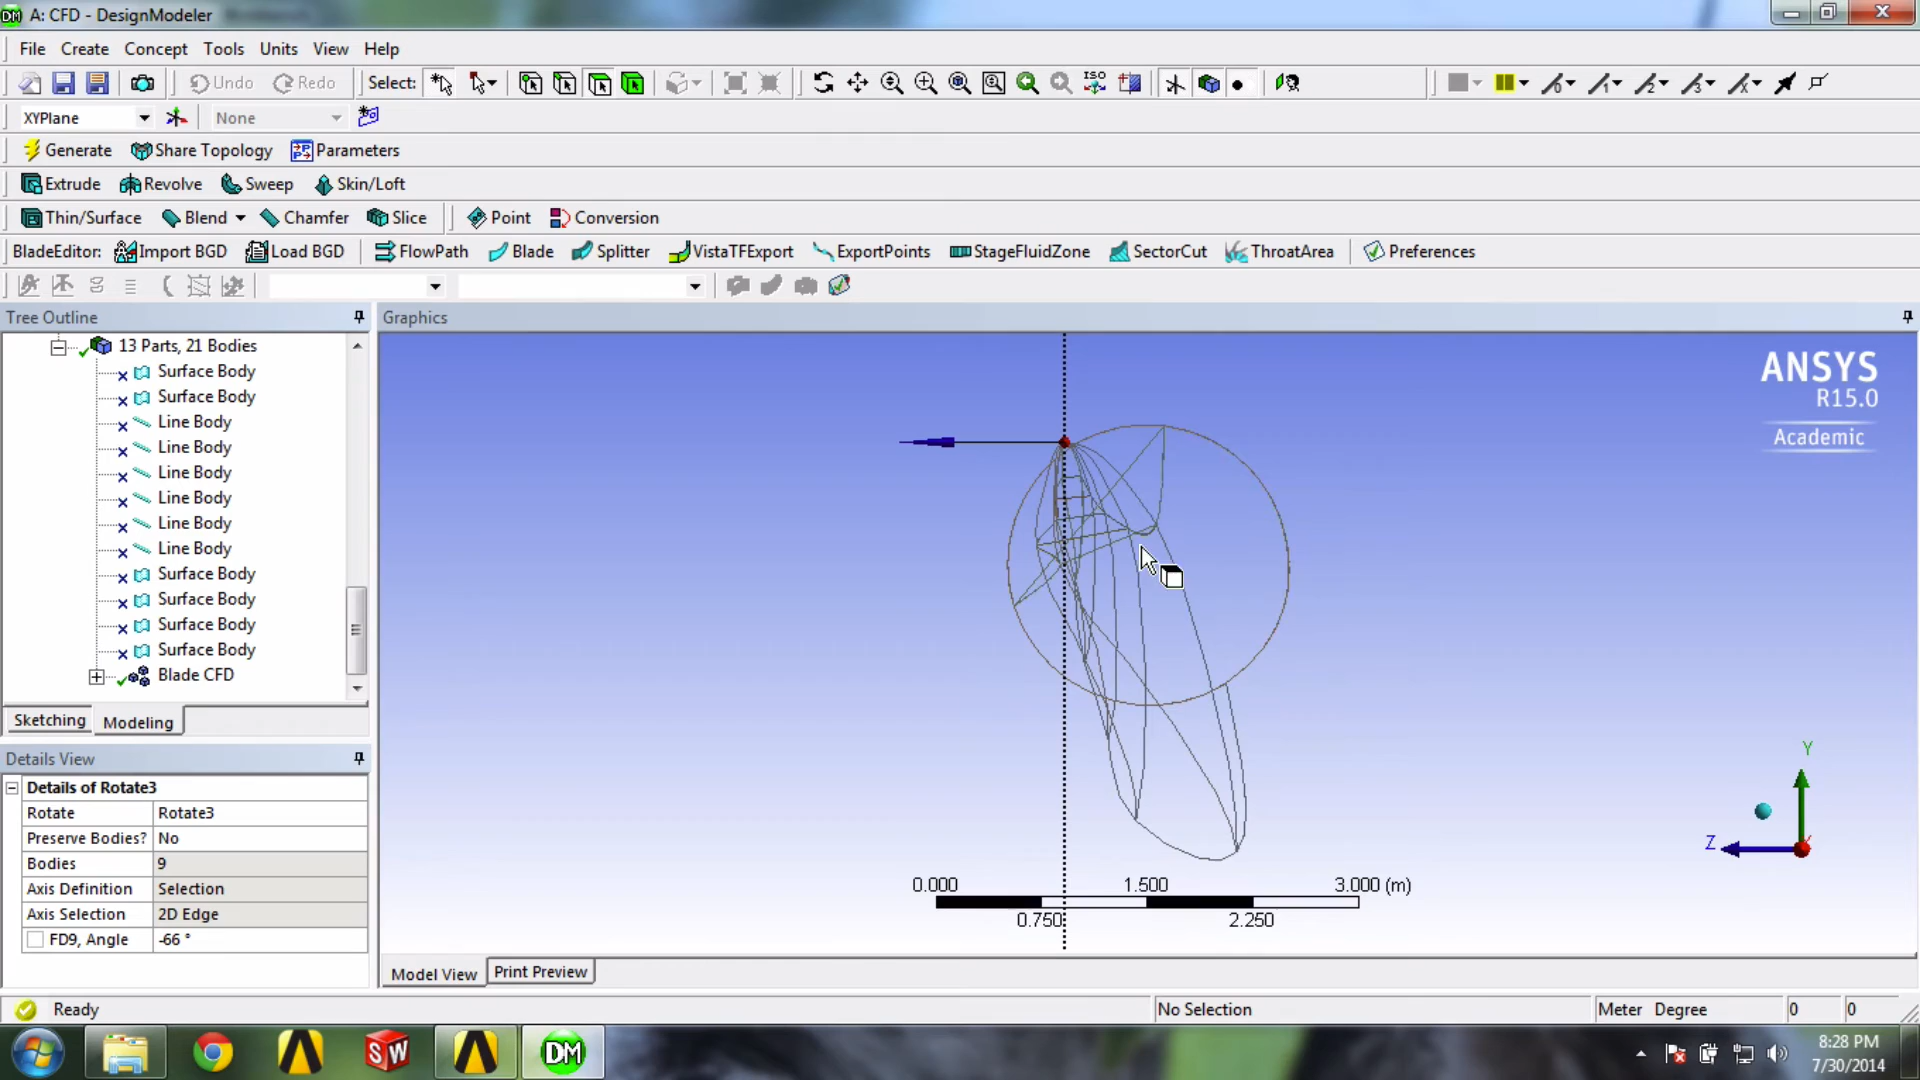 A: CFD - DesignModeler
File Create Concept Tools Units View Help
Undo Redo Select: ISO
XYPlane None
Generate Share Topology Parameters
Extrude Revolve Sweep Skin/Loft
Thin/Surface Blend Chamfer Slice Point Conversion
BladeEditor: Import BGD Load BGD FlowPath Blade Splitter VistaTFExport ExportPoints StageFluidZone SectorCut ThroatArea Preferences
Tree Outline
Graphics
13 Parts, 21 Bodies
Surface Body
Surface Body
Line Body
Line Body
Line Body
Line Body
Line Body
Line Body
Surface Body
Surface Body
Surface Body
Surface Body
Blade CFD
Sketching Modeling
Details View
Details of Rotate3
Rotate Rotate3
Preserve Bodies? No
Bodies 9
Axis Definition Selection
Axis Selection 2D Edge
FD9, Angle -66 °
ANSYS
R15.0
Academic
Y
Z
0.000 1.500 3.000 (m)
0.750 2.250
Model View Print Preview
Ready No Selection Meter Degree 0 0
SW DM
8:28 PM
7/30/2014